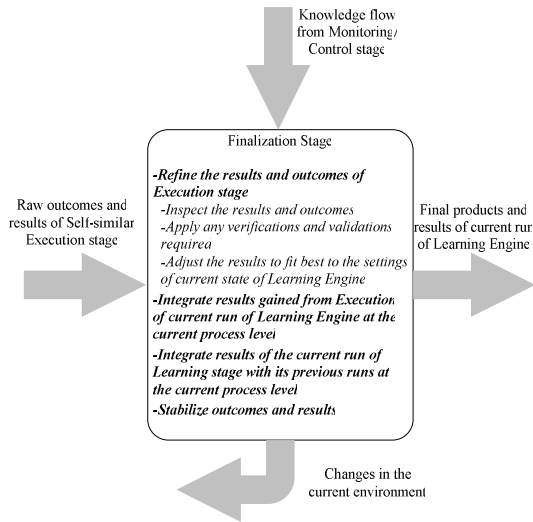 Knowledge flow
from Monitoring/
Control stage
Finalization Stage
Raw outcomes and
results of Self-similar
Execution stage
-Refine the results and outcomes of
Execution stage
-Inspect the results and outcomes
-Apply any verifications and validations
required
-Adjust the results to fit best to the settings
of current state of Learning Engine
-Integrate results gained from Execution
of current run of Learning Engine at the
current process level
-Integrate results of the current run of
Learning stage with its previous runs at
the current process level
-Stabilize outcomes and results
Final products and
results of current run
of Learning Engine
Changes in the
current environment